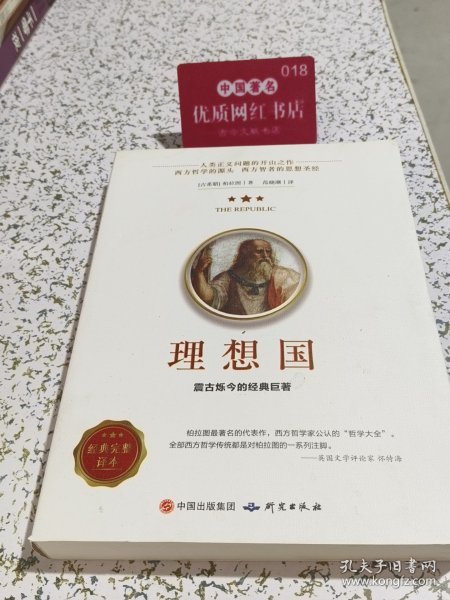 018
中国著名
优质网红书店
人类正义问题的开山之作
西方哲学的源头 西方智者的思想圣经
[古希腊] 柏拉图 | 著 范晓潮 | 译
THE REPUBLIC
理想国
震古烁今的经典巨著
经典完整
译本
柏拉图最著名的代表作，西方哲学家公认的“哲学大全”。
全部西方哲学传统都是对柏拉图的一系列注脚。
——英国文学评论家 怀特海
中国出版集团 研究出版社
孔夫子旧书网
www.kongfz.com